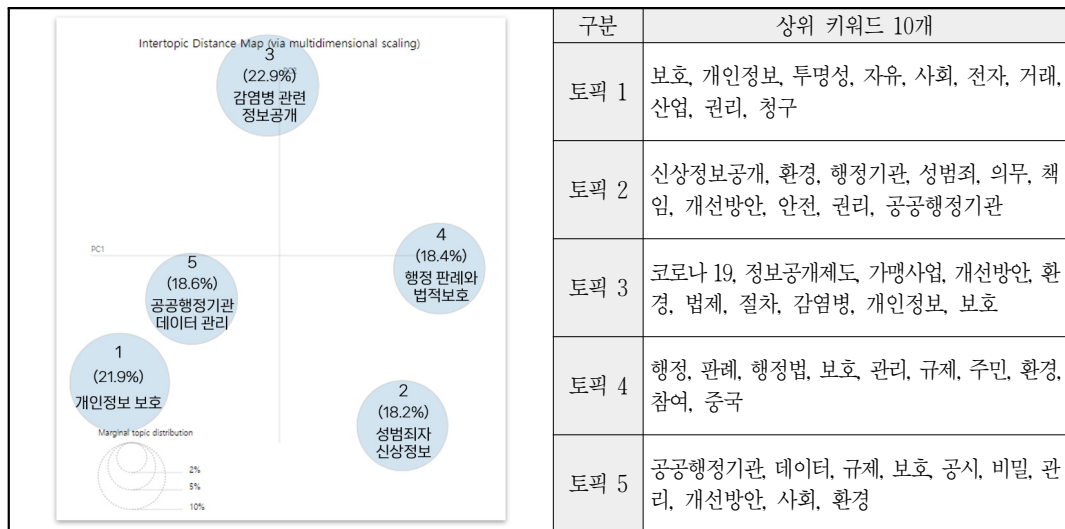 Intertopic Distance Map (via multidimensional scaling)
3
(22.9%)
감염병 관련
정보공개
PC1
4
(18.4%)
행정 판례와
법적보호
5
(18.6%)
공공행정기관
데이터 관리
1
(21.9%)
개인정보 보호
2
(18.2%)
성범죄자
신상정보
Marginal topic distribution
2%
5%
10%
구분
상위 키워드 10개
토픽 1
보호, 개인정보, 투명성, 자유, 사회, 전자, 거래,
산업, 권리, 청구
토픽 2
신상정보공개, 환경, 행정기관, 성범죄, 의무, 책
임, 개선방안, 안전, 권리, 공공행정기관
토픽 3
코로나 19, 정보공개제도, 가맹사업, 개선방안, 환
경, 법제, 절차, 감염병, 개인정보, 보호
토픽 4
행정, 판례, 행정법, 보호, 관리, 규제, 주민, 환경,
참여, 중국
토픽 5
공공행정기관, 데이터, 규제, 보호, 공시, 비밀, 관
리, 개선방안, 사회, 환경